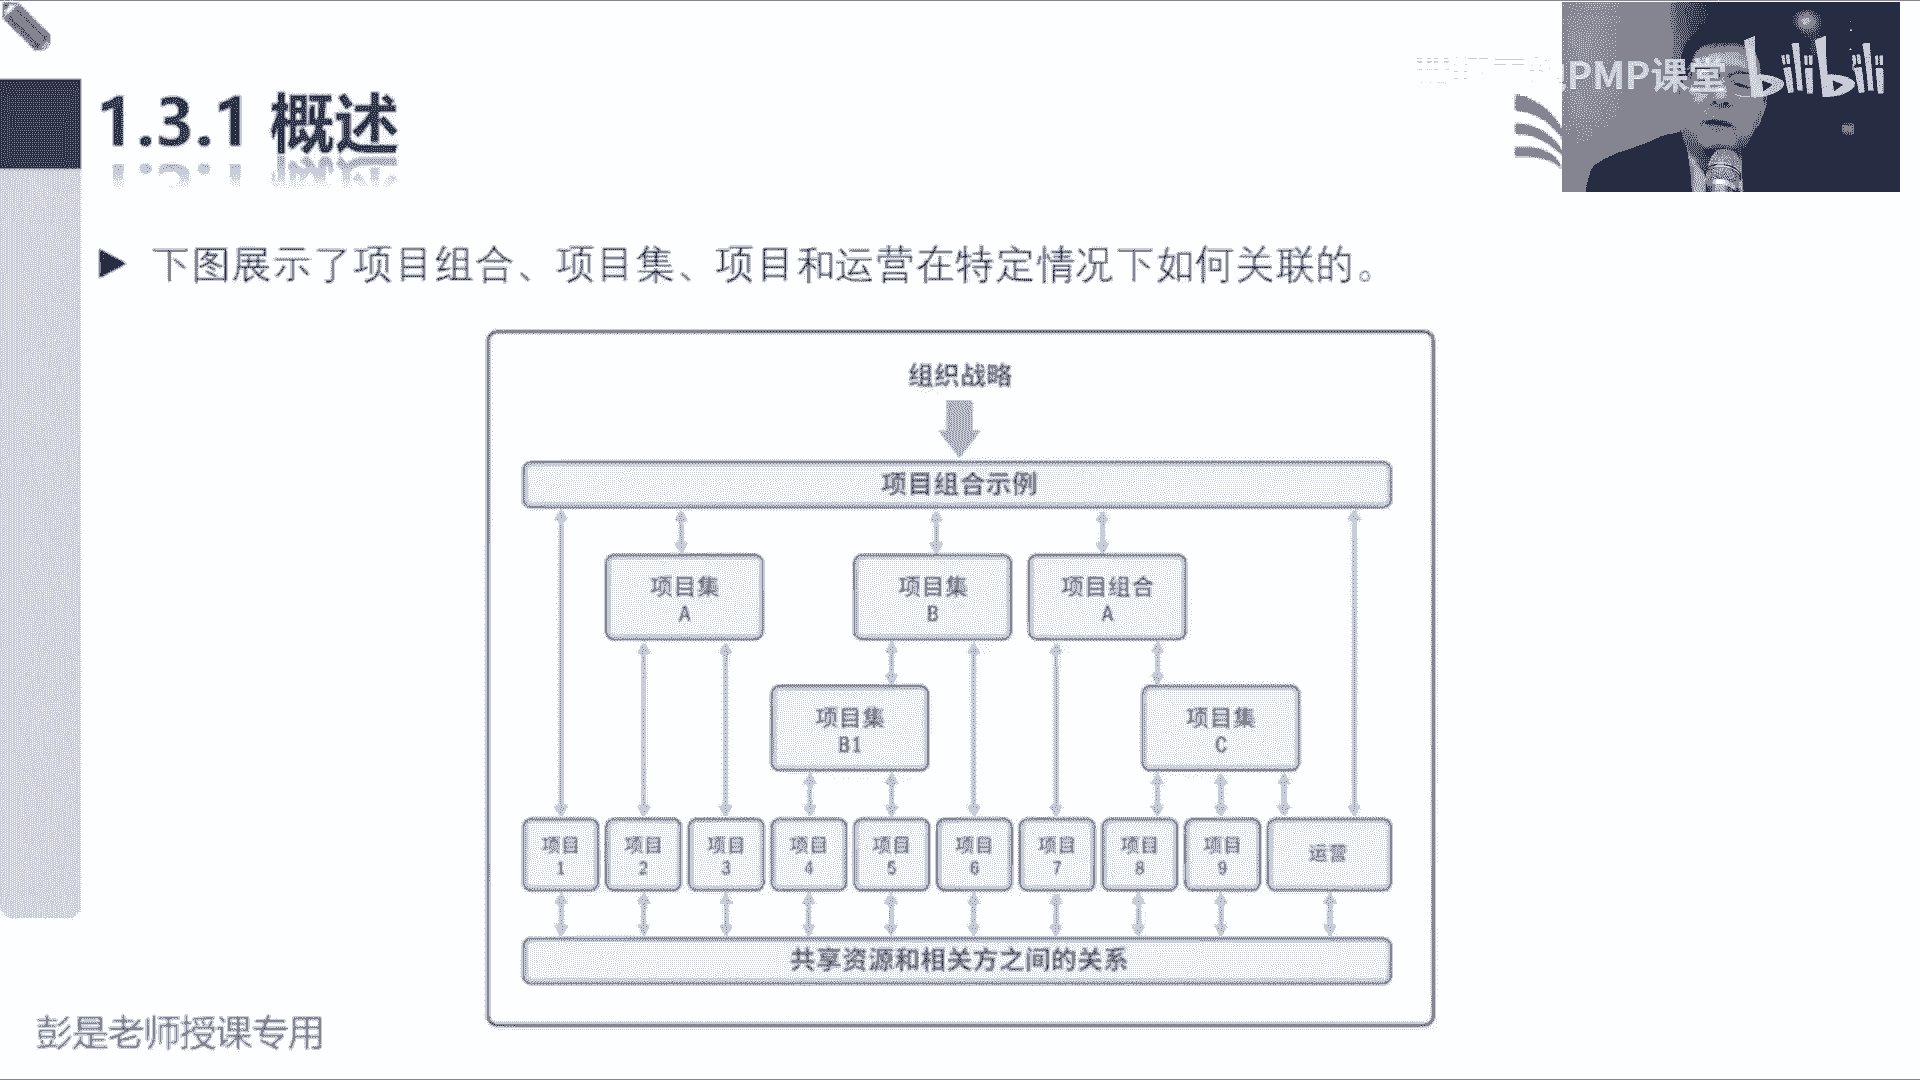 PMP课堂 bilibili
1.3.1 概述
下图展示了项目组合、项目集、项目和运营在特定情况下如何关联的。
组织战略
项目组合示例
项目集
A
项目集
B
项目组合
A
项目集
B1
项目集
C
项目
1
项目
2
项目
3
项目
4
项目
5
项目
6
项目
7
项目
8
项目
9
运营
共享资源和相关方之间的关系
彭是老师授课专用